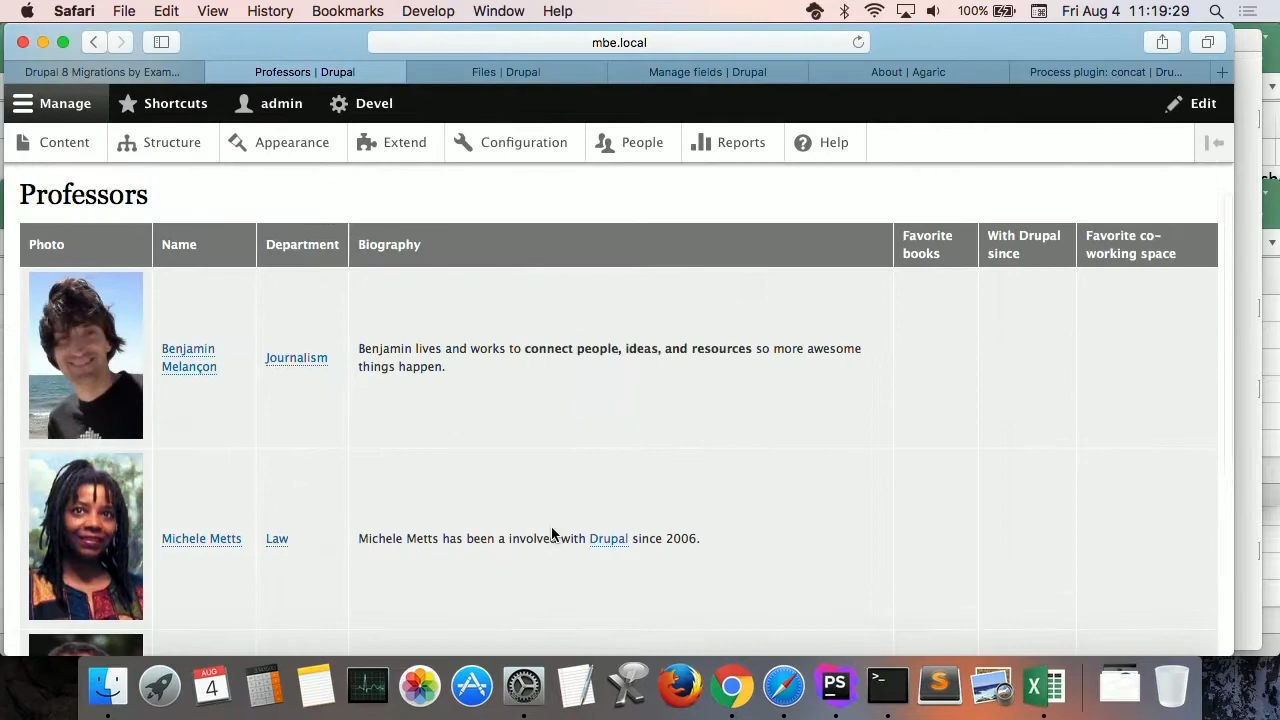 Safari File Edit View History Bookmarks Develop Window Help 100% Fri Aug 4 11:19:29
mbe.local
Drupal 8 Migrations by Exam... Professors | Drupal Files | Drupal Manage fields | Drupal About | Agaric Process plugin: concat | Dru... +
Manage Shortcuts admin Devel Edit
Content Structure Appearance Extend Configuration People Reports Help
Professors
Photo Name Department Biography Favorite books With Drupal since Favorite co-working space
Benjamin Melançon
Journalism
Benjamin lives and works to connect people, ideas, and resources so more awesome
things happen.
Michele Metts Law Michele Metts has been a involved with Drupal since 2006.
AUG
4
PS
>_
S
X